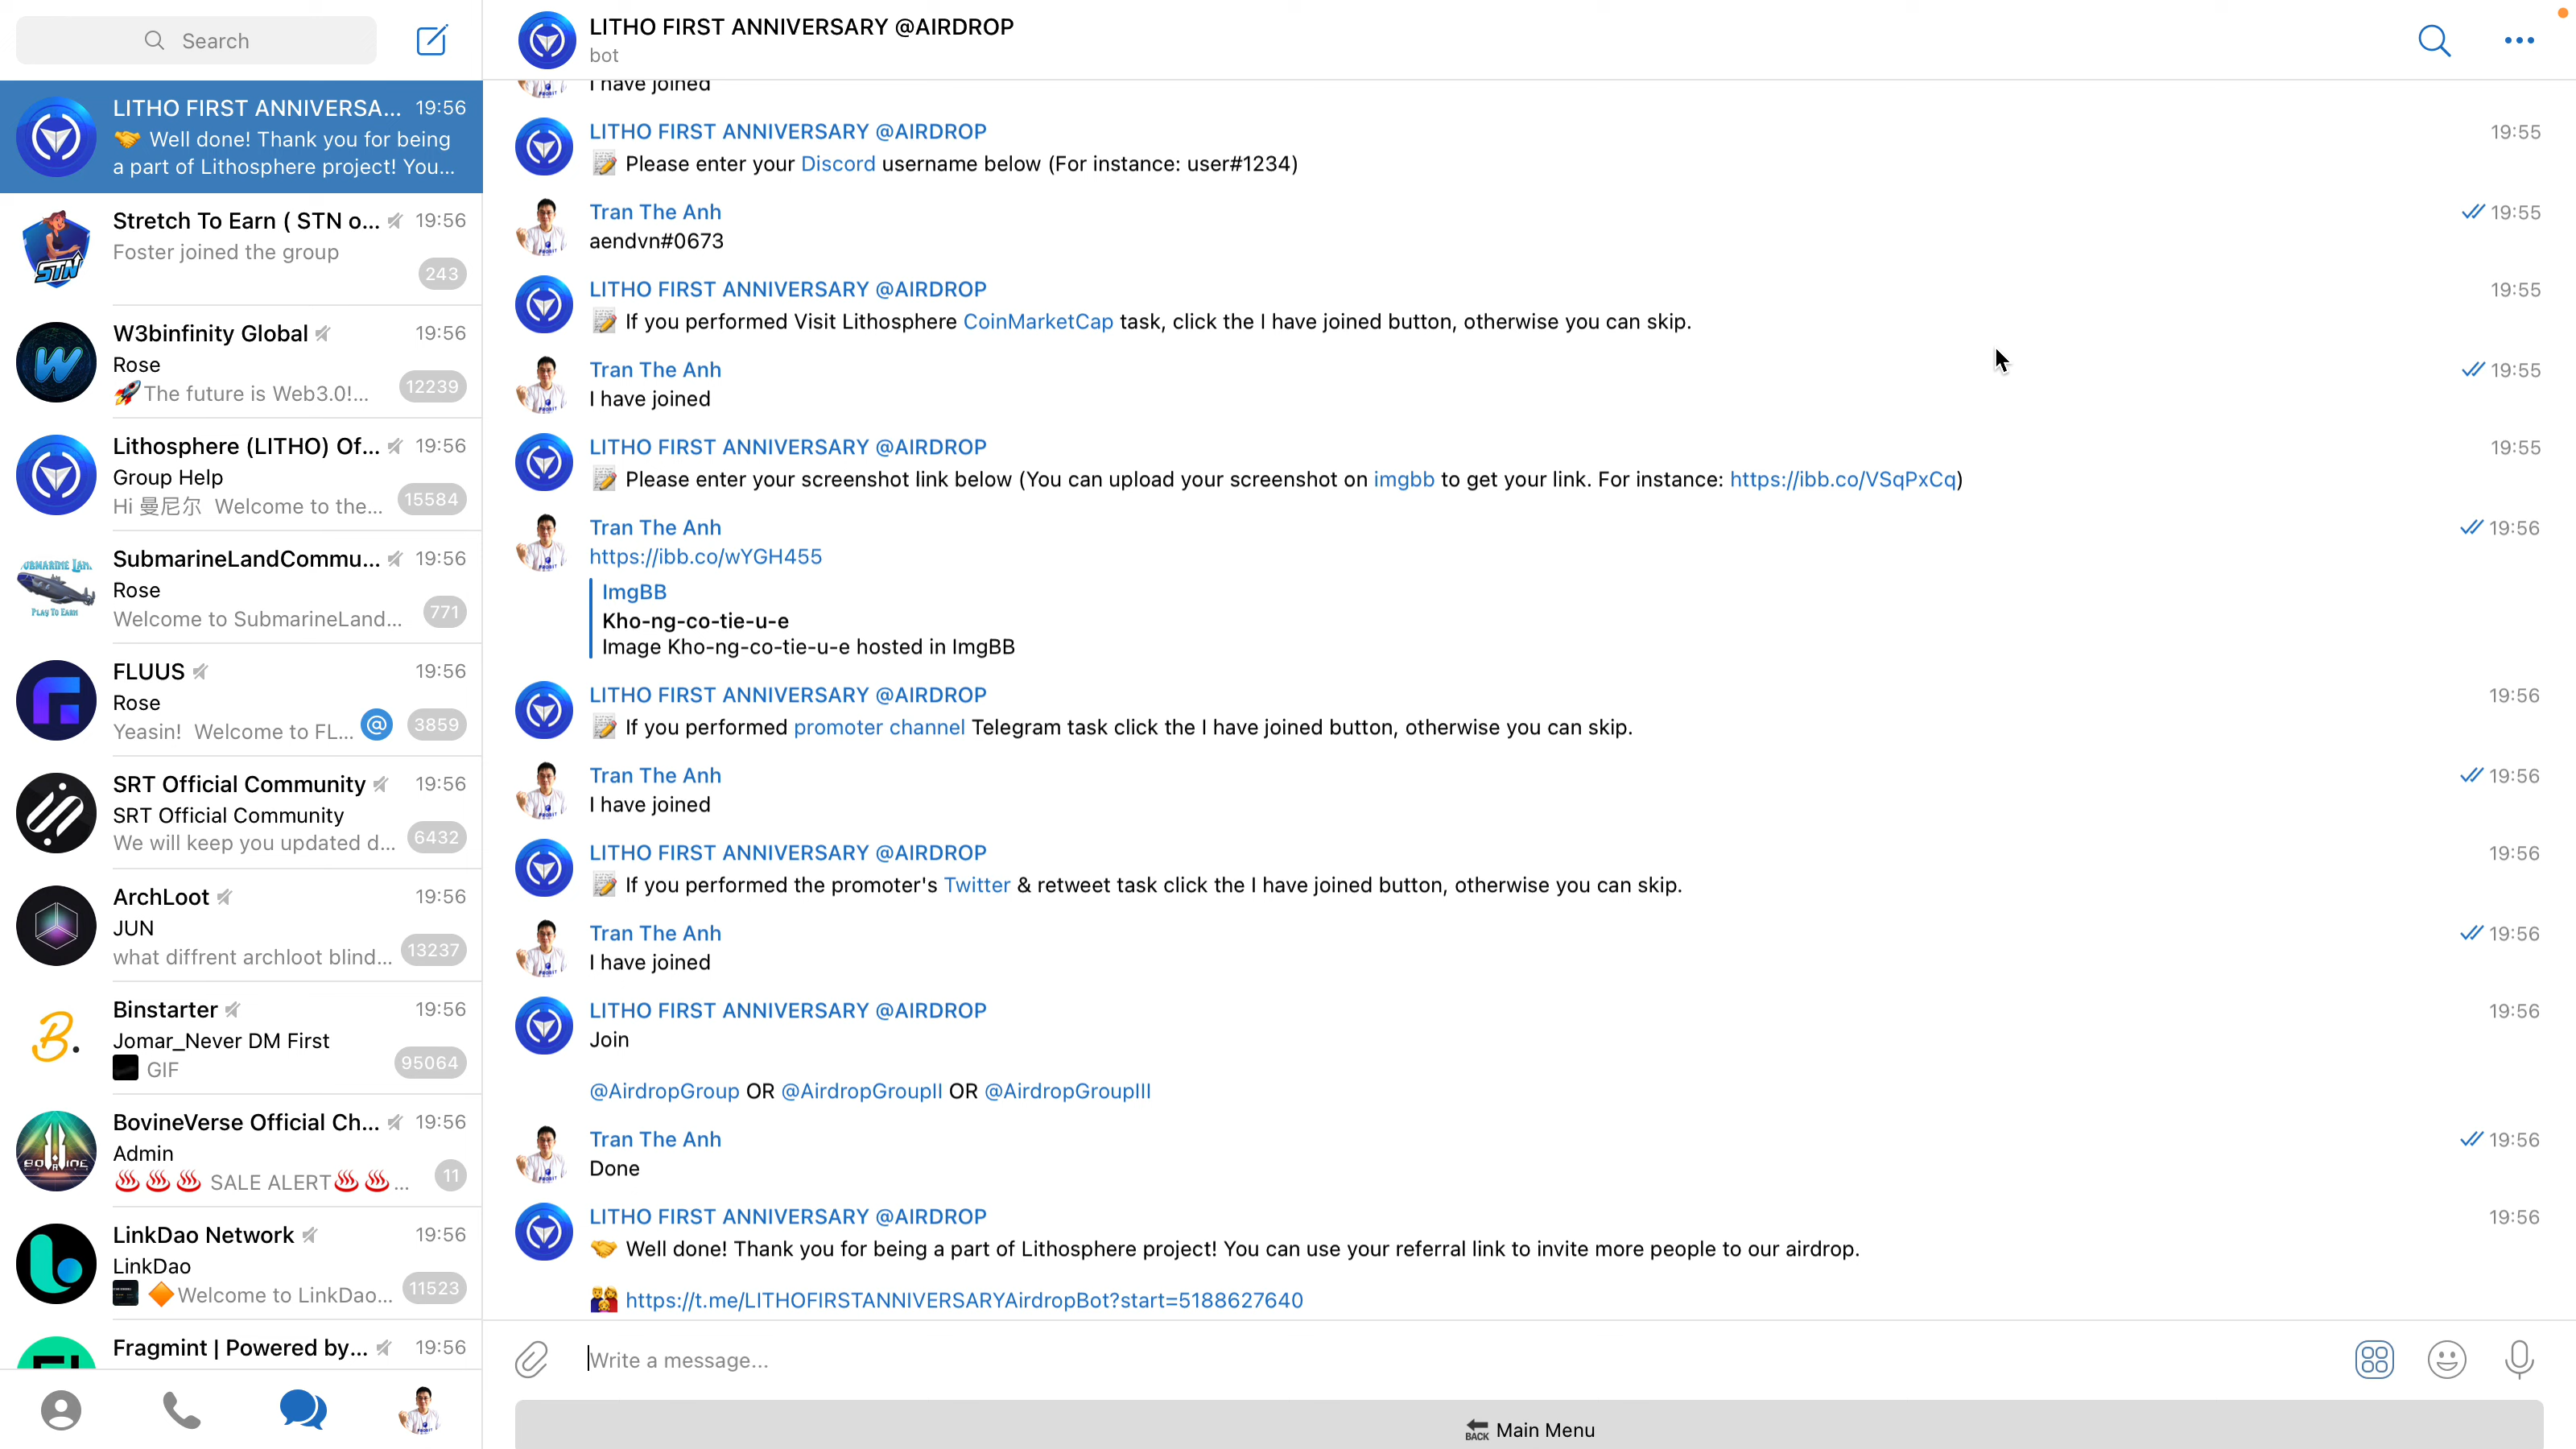 Search
LITHO FIRST ANNIVERSA... 19:56
🤝 Well done! Thank you for being
a part of Lithosphere project! You...
Stretch To Earn ( STN o... 19:56
Foster joined the group
243
W3binfinity Global 19:56
Rose
🚀The future is Web3.0!... 12239
Lithosphere (LITHO) Of... 19:56
Group Help
Hi 曼尼尔 Welcome to the... 15584
SUBMARINE LAN.
PLAY TO EARN
SubmarineLandCommu... 19:56
Rose
Welcome to SubmarineLand... 771
FLUUS 19:56
Rose
Yeasin! Welcome to FL... @ 3859
SRT Official Community 19:56
SRT Official Community
We will keep you updated d... 6432
ArchLoot 19:56
JUN
what diffrent archloot blind... 13237
Binstarter 19:56
Jomar_Never DM First
GIF 95064
BovineVerse Official Ch... 19:56
Admin
♨️♨️♨️ SALE ALERT♨️♨️... 11
LinkDao Network 19:56
LinkDao
🔶Welcome to LinkDao... 11523
Fragmint | Powered by... 19:56
LITHO FIRST ANNIVERSARY @AIRDROP
bot
I have joined
LITHO FIRST ANNIVERSARY @AIRDROP 19:55
📝 Please enter your Discord username below (For instance: user#1234)
Tran The Anh 19:55
aendvn#0673
LITHO FIRST ANNIVERSARY @AIRDROP 19:55
📝 If you performed Visit Lithosphere CoinMarketCap task, click the I have joined button, otherwise you can skip.
Tran The Anh 19:55
I have joined
LITHO FIRST ANNIVERSARY @AIRDROP 19:55
📝 Please enter your screenshot link below (You can upload your screenshot on imgbb to get your link. For instance: https://ibb.co/VSqPxCq)
Tran The Anh 19:56
https://ibb.co/wYGH455
ImgBB
Kho-ng-co-tie-u-e
Image Kho-ng-co-tie-u-e hosted in ImgBB
LITHO FIRST ANNIVERSARY @AIRDROP 19:56
📝 If you performed promoter channel Telegram task click the I have joined button, otherwise you can skip.
Tran The Anh 19:56
I have joined
LITHO FIRST ANNIVERSARY @AIRDROP 19:56
📝 If you performed the promoter's Twitter & retweet task click the I have joined button, otherwise you can skip.
Tran The Anh 19:56
I have joined
LITHO FIRST ANNIVERSARY @AIRDROP 19:56
Join
@AirdropGroup OR @AirdropGroupII OR @AirdropGroupIII
Tran The Anh 19:56
Done
LITHO FIRST ANNIVERSARY @AIRDROP 19:56
🤝 Well done! Thank you for being a part of Lithosphere project! You can use your referral link to invite more people to our airdrop.
👨‍👩‍👧‍👦 https://t.me/LITHOFIRSTANNIVERSARYAirdropBot?start=5188627640
Write a message...
BACK Main Menu